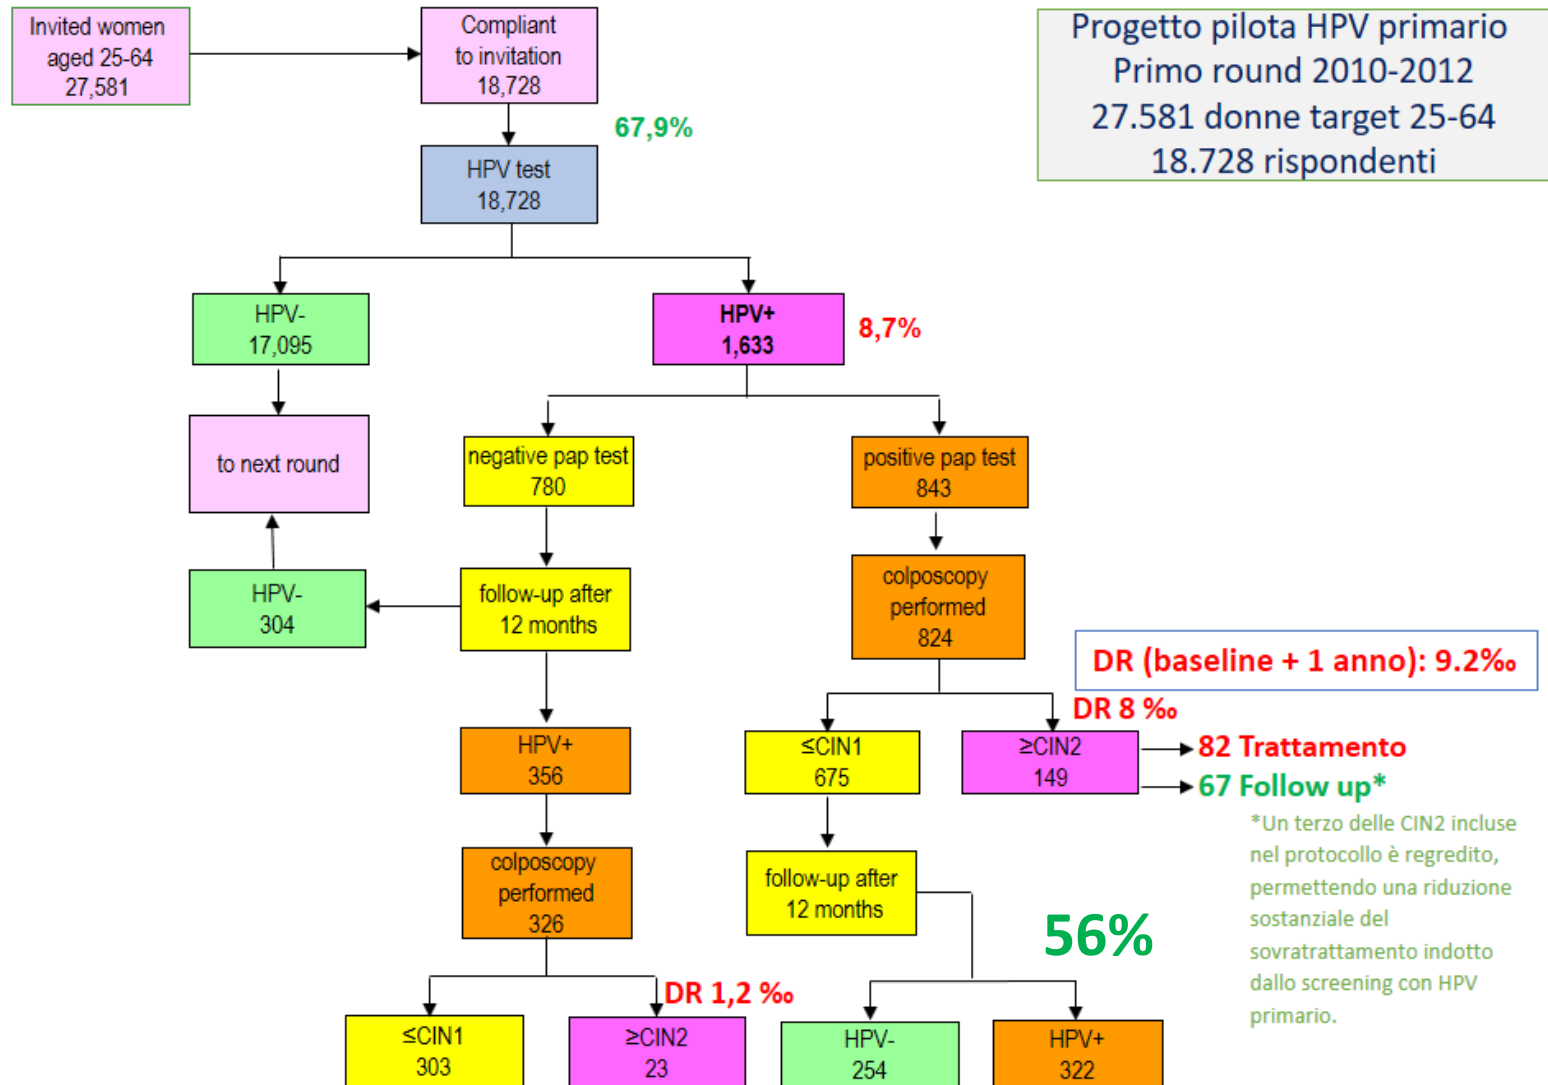 Invited women
aged 25-64
27,581
Compliant
to invitation
18,728
Progetto pilota HPV primario
Primo round 2010-2012
27.581 donne target 25-64
18.728 rispondenti
67,9%
HPV test
18,728
HPV-
17,095
HPV+
1,633
8,7%
to next round
negative pap test
780
positive pap test
843
HPV-
304
follow-up after
12 months
colposcopy
performed
824
DR (baseline + 1 anno): 9.2‰
DR 8 ‰
HPV+
356
≤CIN1
675
≥CIN2
149
82 Trattamento
67 Follow up*
*Un terzo delle CIN2 incluse
nel protocollo è regredito,
permettendo una riduzione
sostanziale del
sovratrattamento indotto
dallo screening con HPV
primario.
colposcopy
performed
326
follow-up after
12 months
56%
DR 1,2 ‰
≤CIN1
303
≥CIN2
23
HPV-
254
HPV+
322